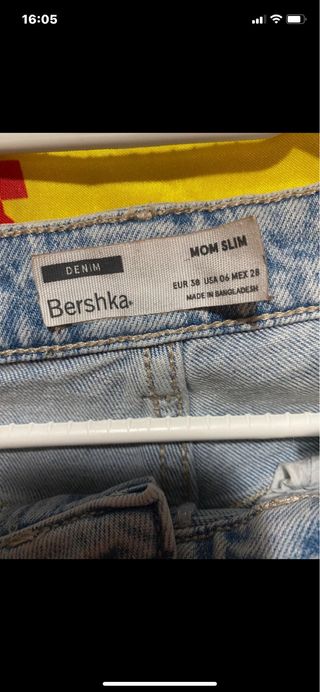 16:05
DENIM
MOM SLIM
Bershka
EUR 38 USA 06 MEX 28
MADE IN BANGLADESH